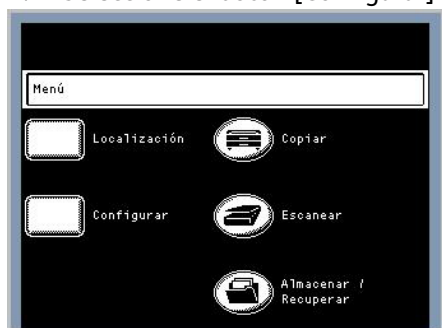 Menú
Localización
Copiar
Configurar
Escanear
Almacenar /
Recuperar